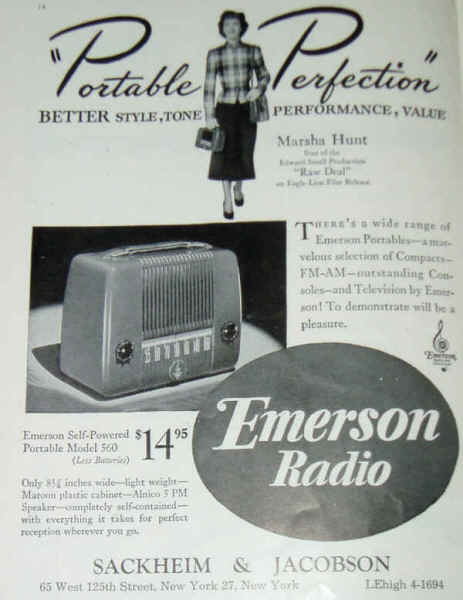 14
"Portable Perfection"
BETTER STYLE, TONE PERFORMANCE, VALUE
Marsha Hunt
Star of the
Edward Small Production
"Raw Deal"
an Eagle-Lion Film Release
THERE'S a wide range of
Emerson Portables—a mar-
velous selection of Compacts—
FM-AM—outstanding Con-
soles—and Television by Emer-
son! To demonstrate will be a
pleasure.
Emerson
Emerson Self-Powered
Portable Model 560
(Less Batteries)
$14.95
Emerson
Radio
Only 8¼ inches wide—light weight—
Maroon plastic cabinet—Alnico 5 PM
Speaker—completely self-contained—
with everything it takes for perfect
reception wherever you go.
SACKHEIM & JACOBSON
65 West 125th Street, New York 27, New York LEhigh 4-1694